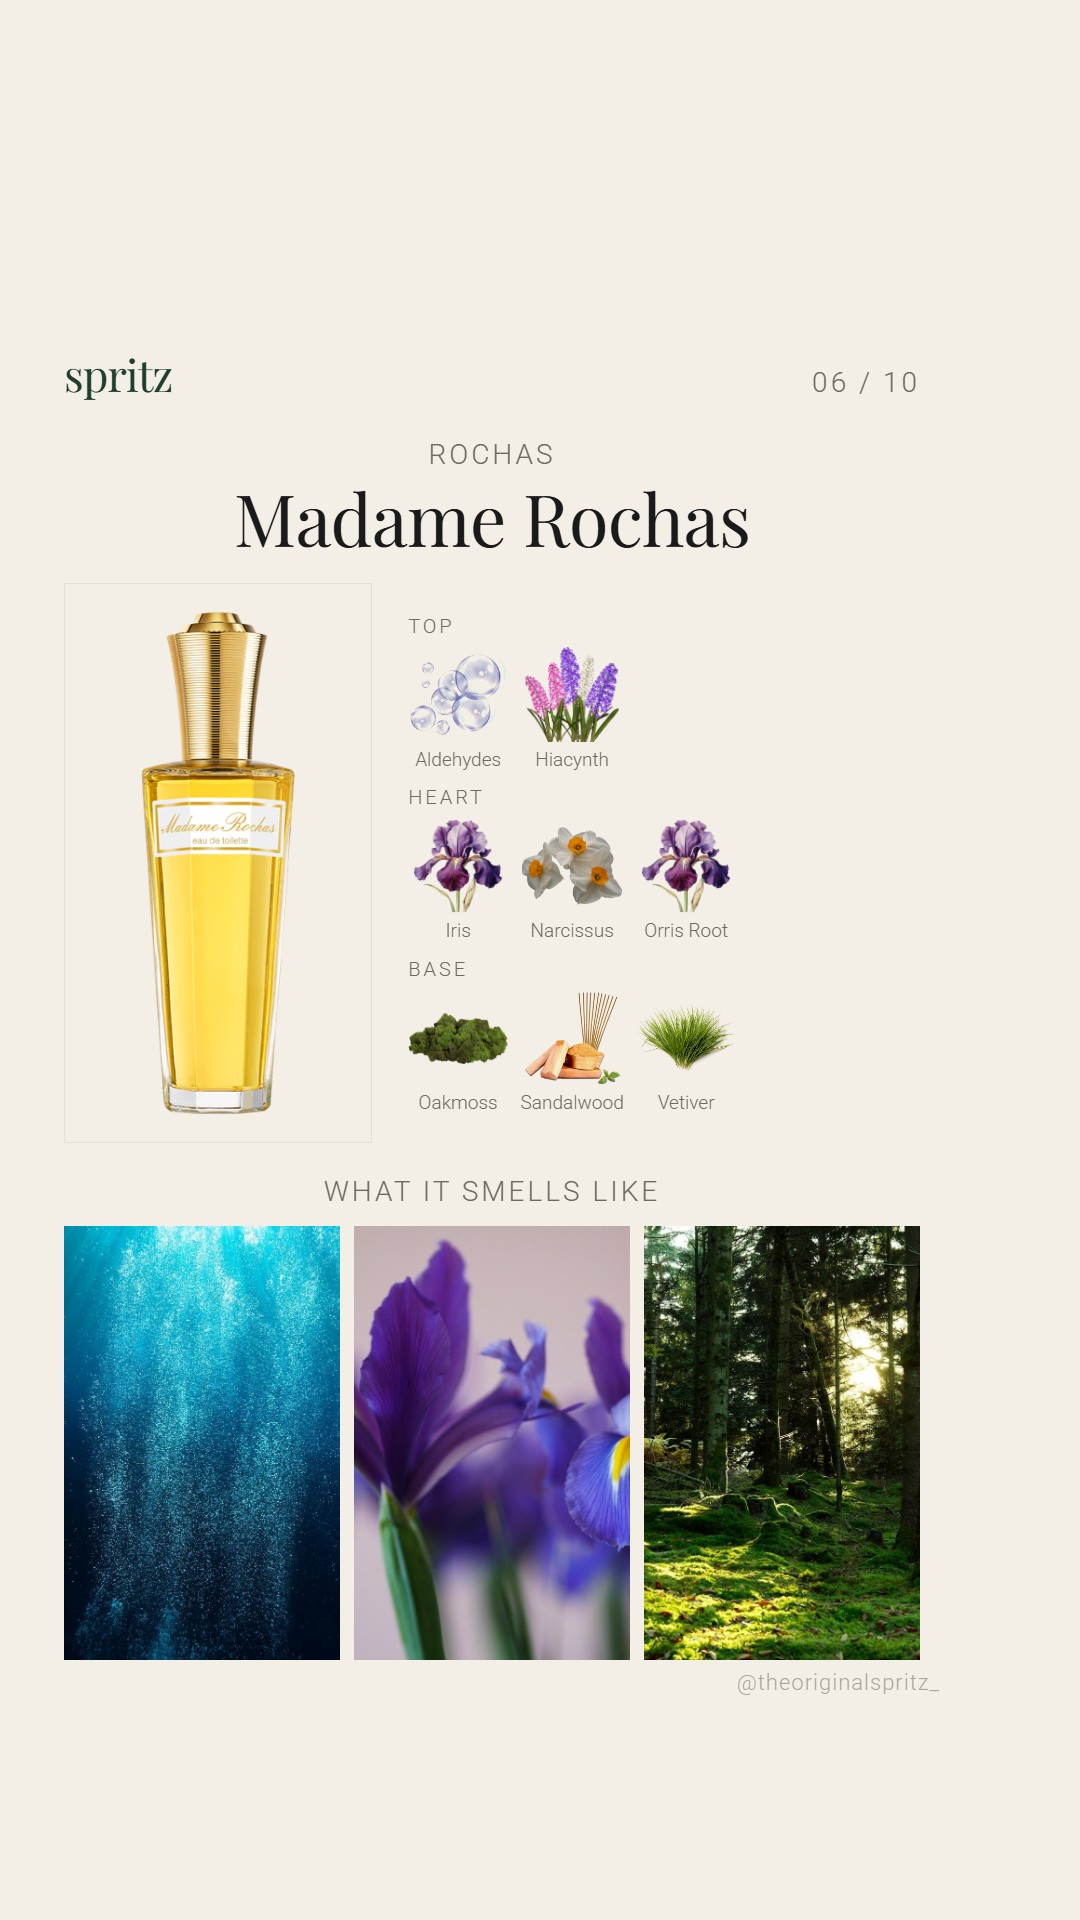 spritz
06 / 10
ROCHAS
Madame Rochas
Madame Rochas
eau de toilette
TOP
Aldehydes Hiacynth
HEART
Iris Narcissus Orris Root
BASE
Oakmoss Sandalwood Vetiver
WHAT IT SMELLS LIKE
@theoriginalspritz_